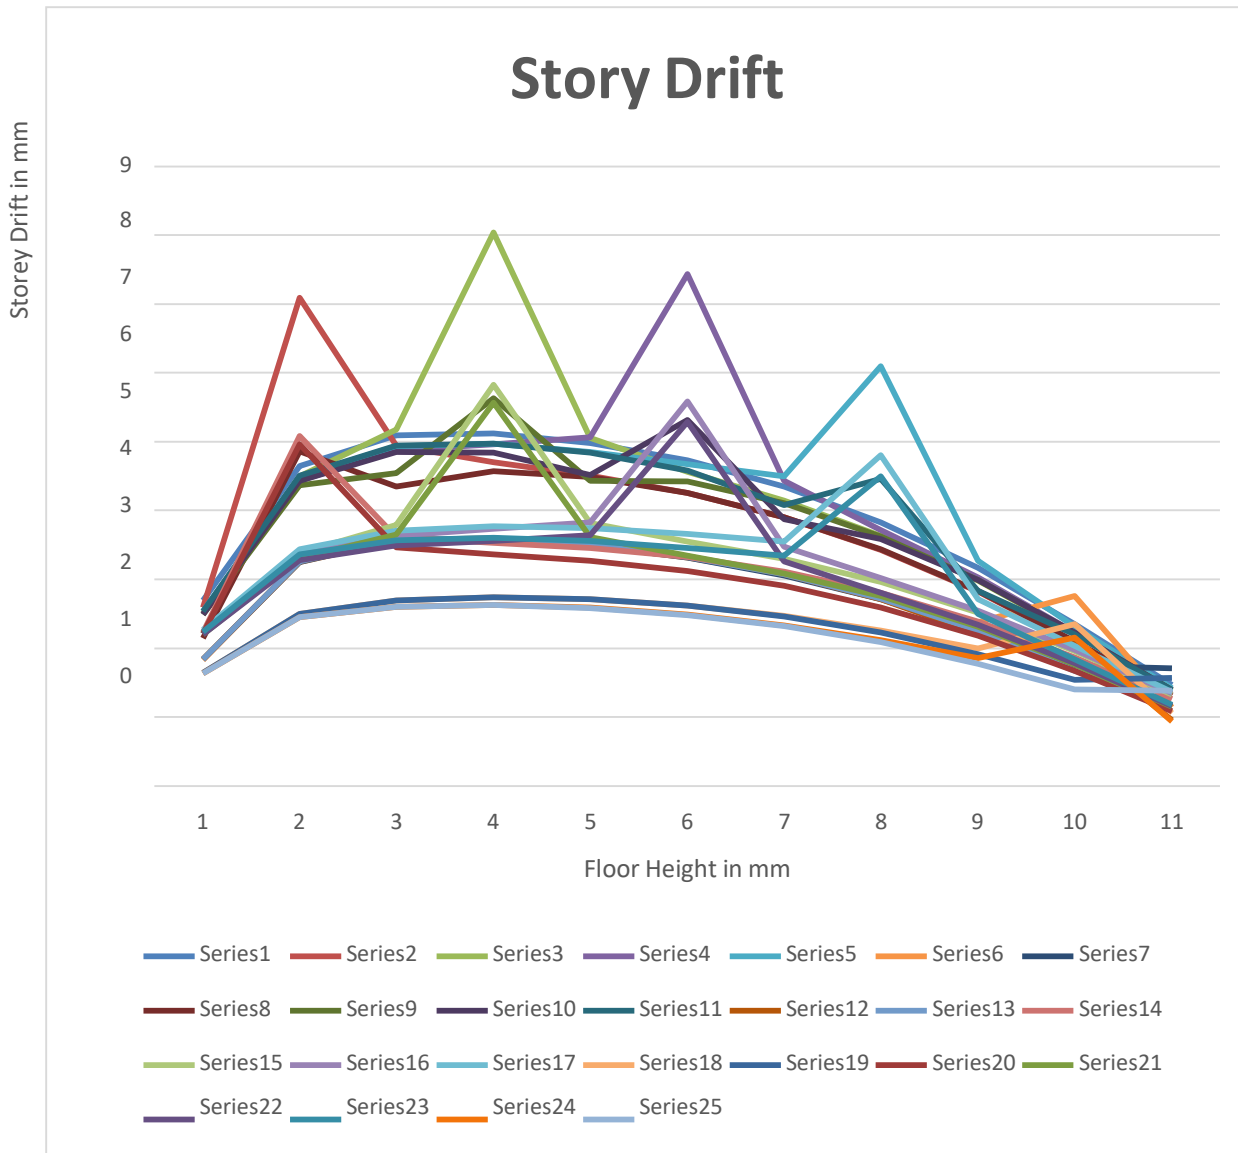 Story Drift
Storey Drift in mm
9
8
7
6
5
4
3
2
1
0
1 2 3 4 5 6 7 8 9 10 11
Floor Height in mm
Series1 Series2 Series3 Series4 Series5 Series6 Series7
Series8 Series9 Series10 Series11 Series12 Series13 Series14
Series15 Series16 Series17 Series18 Series19 Series20 Series21
Series22 Series23 Series24 Series25